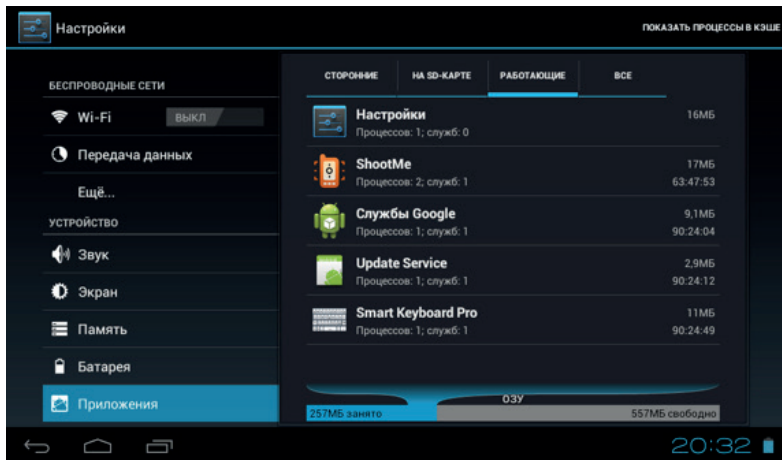 Настройки
ПОКАЗАТЬ ПРОЦЕССЫ В КЭШЕ
БЕСПРОВОДНЫЕ СЕТИ
Wi-Fi
ВЫКЛ
Передача данных
Ещё...
УСТРОЙСТВО
Звук
Экран
Память
Батарея
Приложения
СТОРОННИЕ
НА SD-КАРТЕ
РАБОТАЮЩИЕ
ВСЕ
Настройки
16МБ
Процессов: 1; служб: 0
ShootMe
17МБ
Процессов: 2; служб: 1
63:47:53
Службы Google
9,1МБ
Процессов: 1; служб: 1
90:24:04
Update Service
2,9МБ
Процессов: 1; служб: 1
90:24:12
Smart Keyboard Pro
11МБ
Процессов: 1; служб: 1
90:24:49
ОЗУ
257МБ занято
557МБ свободно
20:32